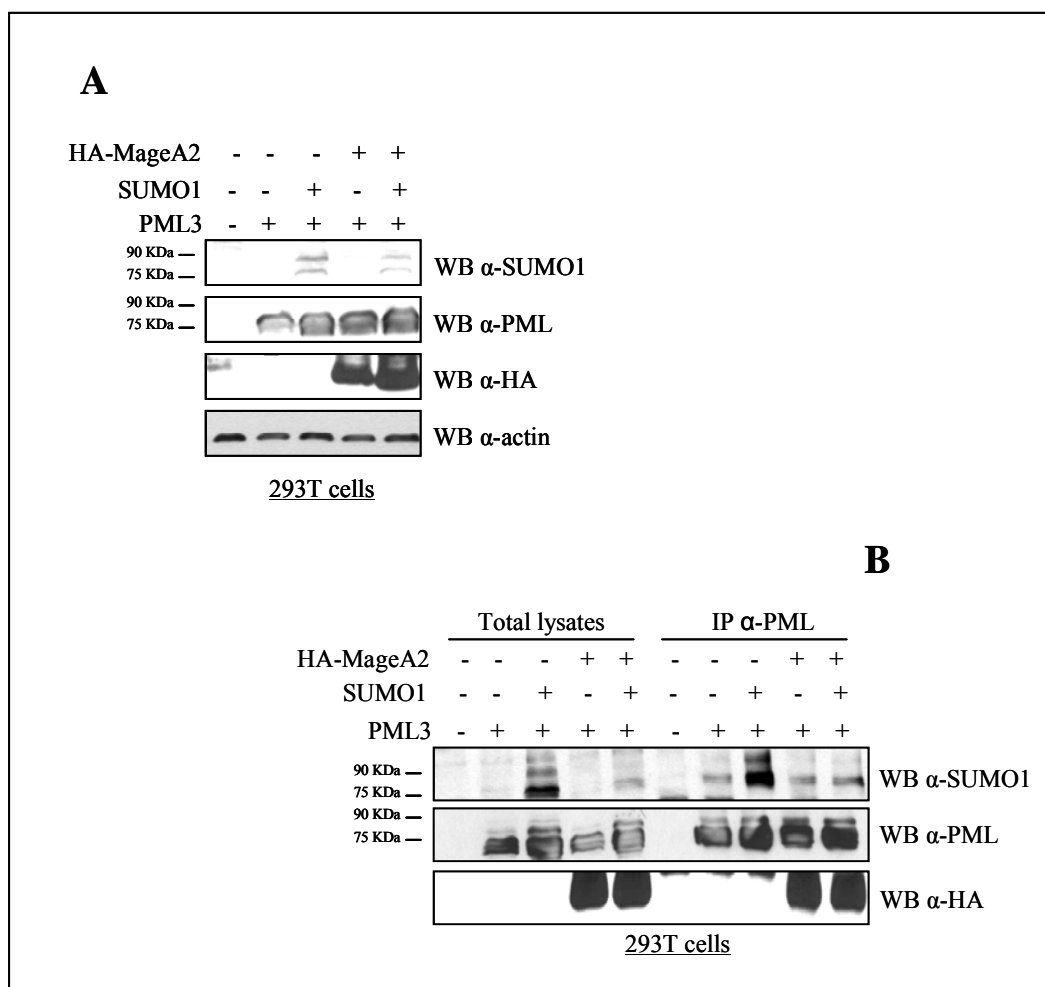 A
HA-MageA2 - - - + +
SUMO1 - - + - +
PML3 - + + + +
90 KDa
75 KDa
WB α-SUMO1
90 KDa
75 KDa
WB α-PML
WB α-HA
WB α-actin
293T cells
B
Total lysates IP α-PML
HA-MageA2 - - - + + - - - + +
SUMO1 - - + - + - - + - +
PML3 - + + + + - + + + +
90 KDa
75 KDa
WB α-SUMO1
90 KDa
75 KDa
WB α-PML
WB α-HA
293T cells